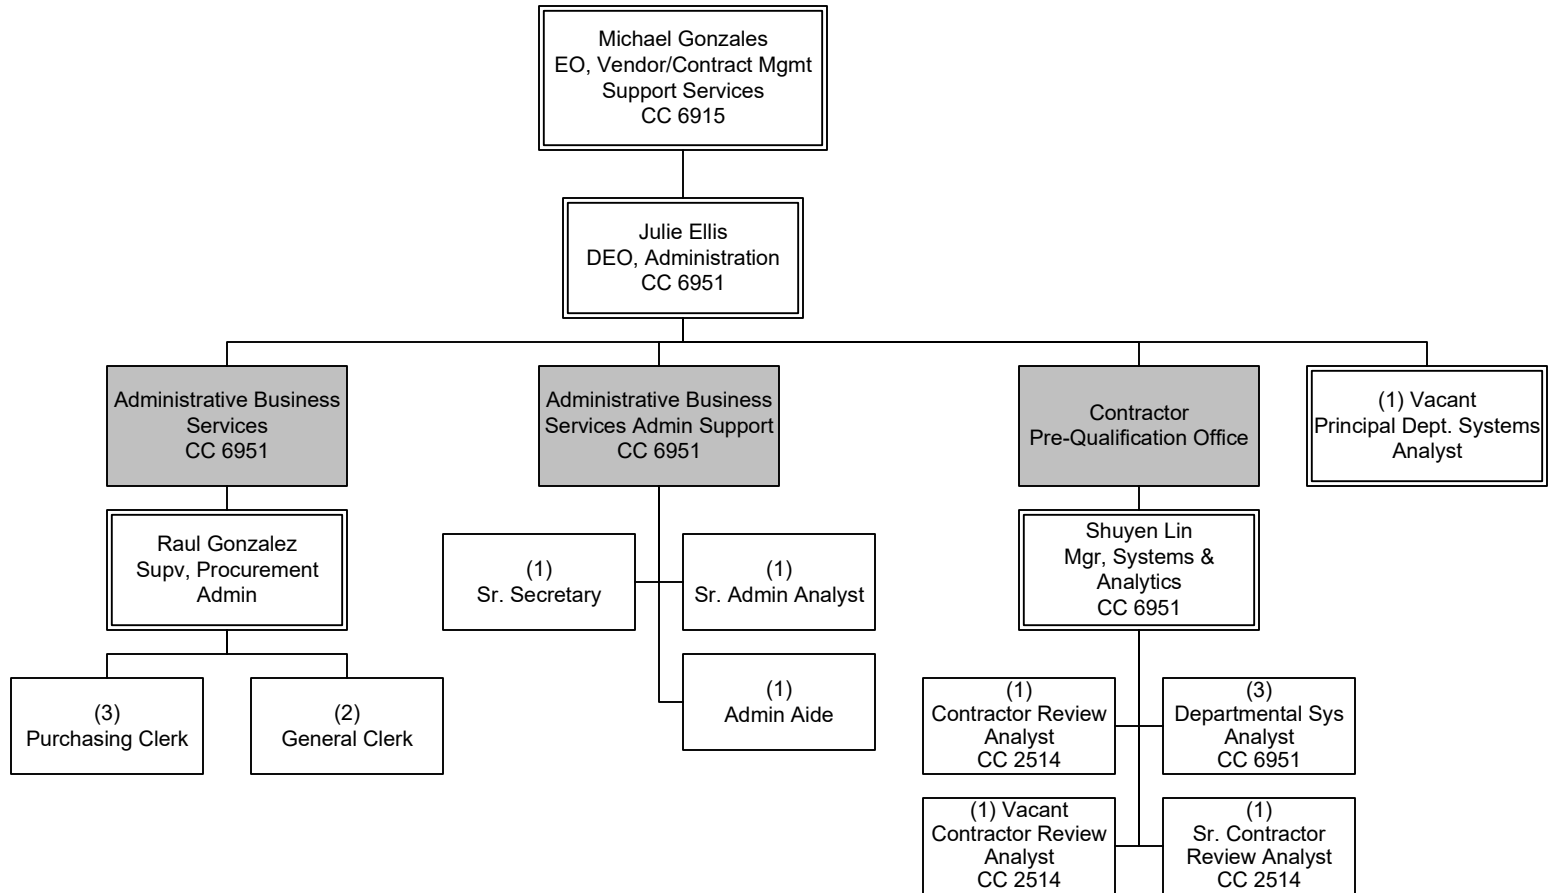 Michael Gonzales
EO, Vendor/Contract Mgmt
Support Services
CC 6915
Julie Ellis
DEO, Administration
CC 6951
Administrative Business
Services
CC 6951
Administrative Business
Services Admin Support
CC 6951
Contractor
Pre-Qualification Office
(1) Vacant
Principal Dept. Systems
Analyst
Raul Gonzalez
Supv, Procurement
Admin
(1)
Sr. Secretary
(1)
Sr. Admin Analyst
Shuyen Lin
Mgr, Systems &
Analytics
CC 6951
(3)
Purchasing Clerk
(2)
General Clerk
(1)
Admin Aide
(1)
Contractor Review
Analyst
CC 2514
(3)
Departmental Sys
Analyst
CC 6951
(1) Vacant
Contractor Review
Analyst
CC 2514
(1)
Sr. Contractor
Review Analyst
CC 2514